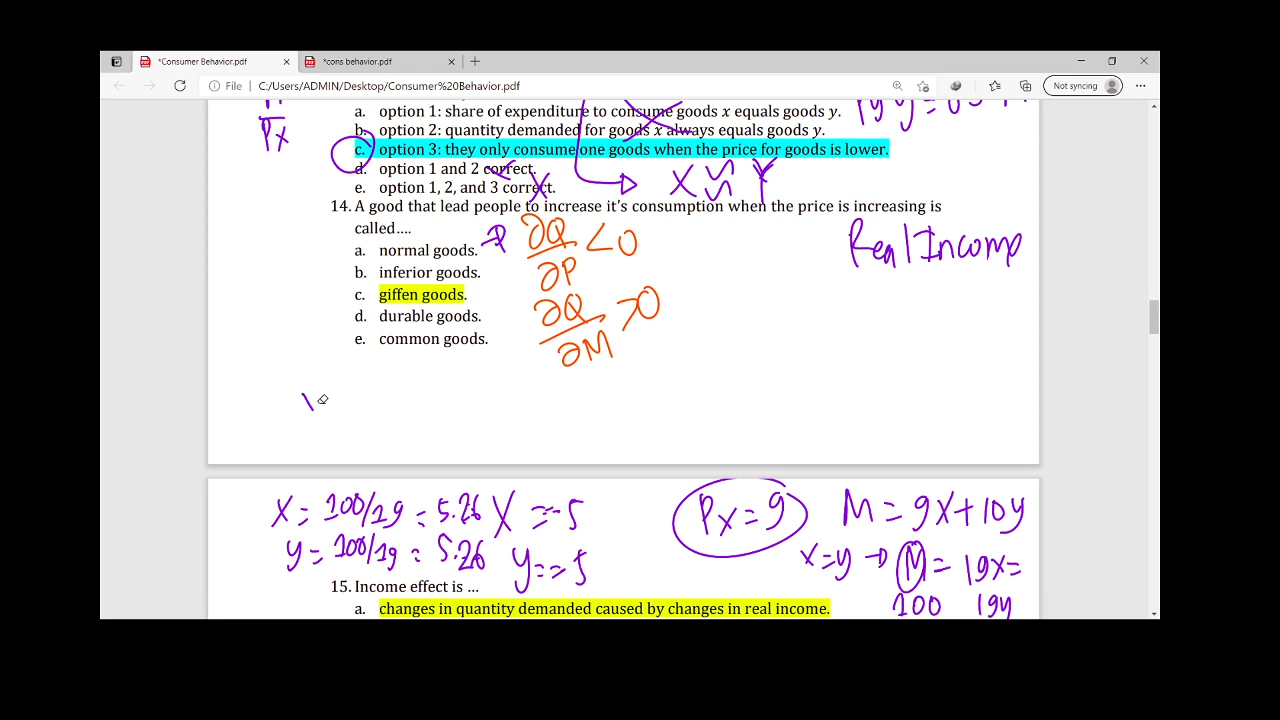 *Consumer Behavior.pdf
*cons behavior.pdf
File
C:/Users/ADMIN/Desktop/Consumer%20Behavior.pdf
Not syncing
a. option 1: share of expenditure to consume goods x equals goods y.
b. option 2: quantity demanded for goods x always equals goods y.
PX
c. option 3: they only consume one goods when the price for goods is lower.
d. option 1 and 2 correct.
e. option 1, 2, and 3 correct.
X
X
Y
14. A good that lead people to increase it's consumption when the price is increasing is
called….
Real Income
a. normal goods.
∂Q/∂P < 0
b. inferior goods.
c. giffen goods.
∂Q/∂M > 0
d. durable goods.
e. common goods.
X = 100/19 = 5.26 X == 5
PX = 9
M = 9X + 10y
y = 100/19 = 5.26 y == 5
x = y → M = 19X =
100 19y
15. Income effect is …
a. changes in quantity demanded caused by changes in real income.